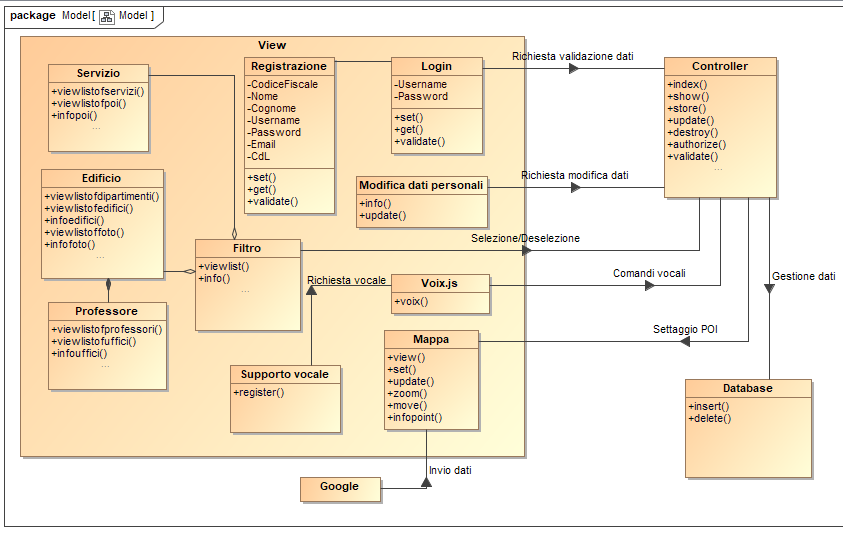 package Model [ Model ]
View
Servizio
+viewlistofservizi()
+viewlistofpoi()
+infopoi()
...
Registrazione
-CodiceFiscale
-Nome
-Cognome
-Username
-Password
-Email
-CdL
+set()
+get()
+validate()
Login
-Username
-Password
+set()
+get()
+validate()
Richiesta validazione dati
Controller
+index()
+show()
+store()
+update()
+destroy()
+authorize()
+validate()
...
Edificio
+viewlistofdipartimenti()
+viewlistofedifici()
+infoedifici()
+viewlistoffoto()
+infofoto()
...
Modifica dati personali
+info()
+update()
Richiesta modifica dati
Filtro
+viewlist()
+info()
...
Selezione/Deselezione
Professore
+viewlistofprofessori()
+viewlistofuffici()
+infouffici()
...
Richiesta vocale
Voix.js
+voix()
Comandi vocali
Gestione dati
Supporto vocale
+register()
Mappa
+view()
+set()
+update()
+zoom()
+move()
+infopoint()
Settaggio POI
Database
+insert()
+delete()
Google
Invio dati